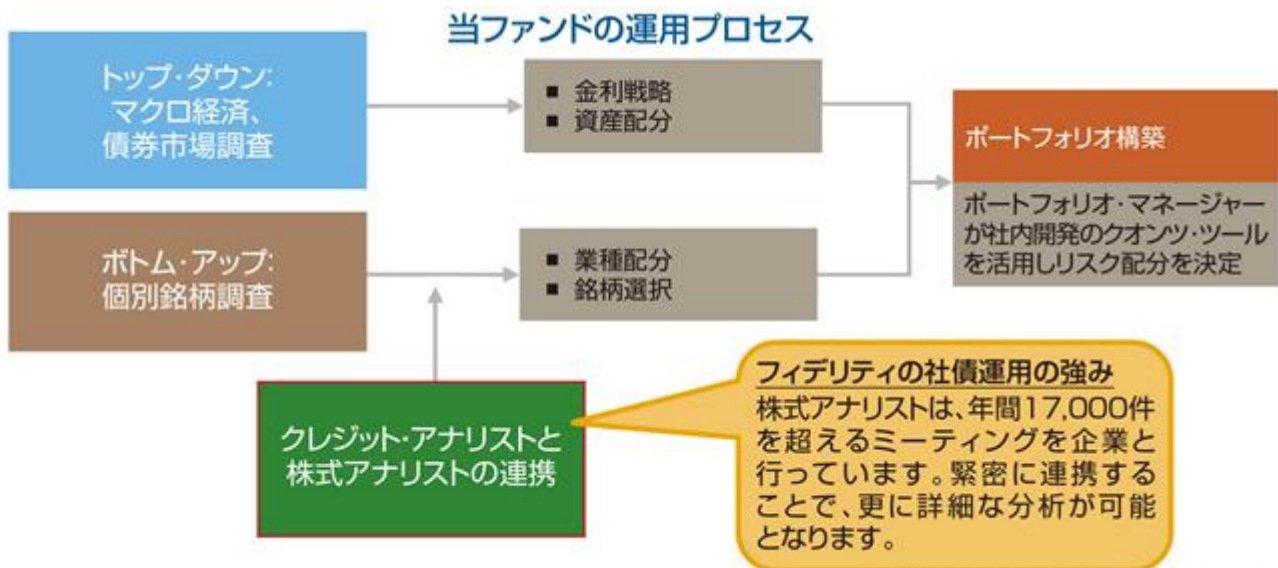 当ファンドの運用プロセス
トップ・ダウン:
マクロ経済、
債券市場調査
■ 金利戦略
■ 資産配分
ボトム・アップ:
個別銘柄調査
■ 業種配分
■ 銘柄選択
ポートフォリオ構築
ポートフォリオ・マネージャー
が社内開発のクオンツ・ツール
を活用しリスク配分を決定
クレジット・アナリストと
株式アナリストの連携
フィデリティの社債運用の強み
株式アナリストは、年間17,000件
を超えるミーティングを企業と
行っています。緊密に連携する
ことで、更に詳細な分析が可能
となります。